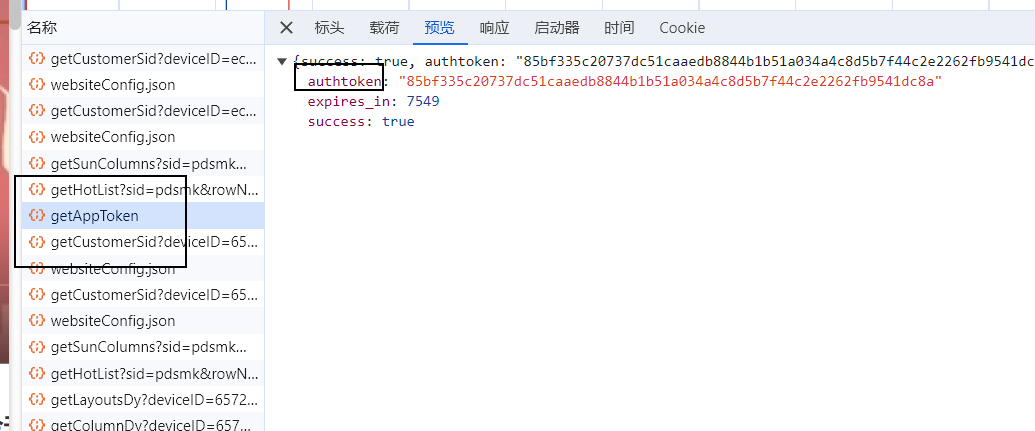 名称
标头 载荷 预览 响应 启动器 时间 Cookie
getCustomerSid?deviceID=ec...
websiteConfig.json
getCustomerSid?deviceID=ec...
websiteConfig.json
getSunColumns?sid=pdsmk...
getHotList?sid=pdsmk&rowN...
getAppToken
getCustomerSid?deviceID=65...
websiteConfig.json
getCustomerSid?deviceID=65...
websiteConfig.json
getSunColumns?sid=pdsmk...
getHotList?sid=pdsmk&rowN...
getLayoutsDy?deviceID=6572...
getColumnDy?deviceID=657...
{success: true, authtoken: "85bf335c20737dc51caaedb8844b1b51a034a4c8d5b7f44c2e2262fb9541dc
authtoken: "85bf335c20737dc51caaedb8844b1b51a034a4c8d5b7f44c2e2262fb9541dc8a"
expires_in: 7549
success: true